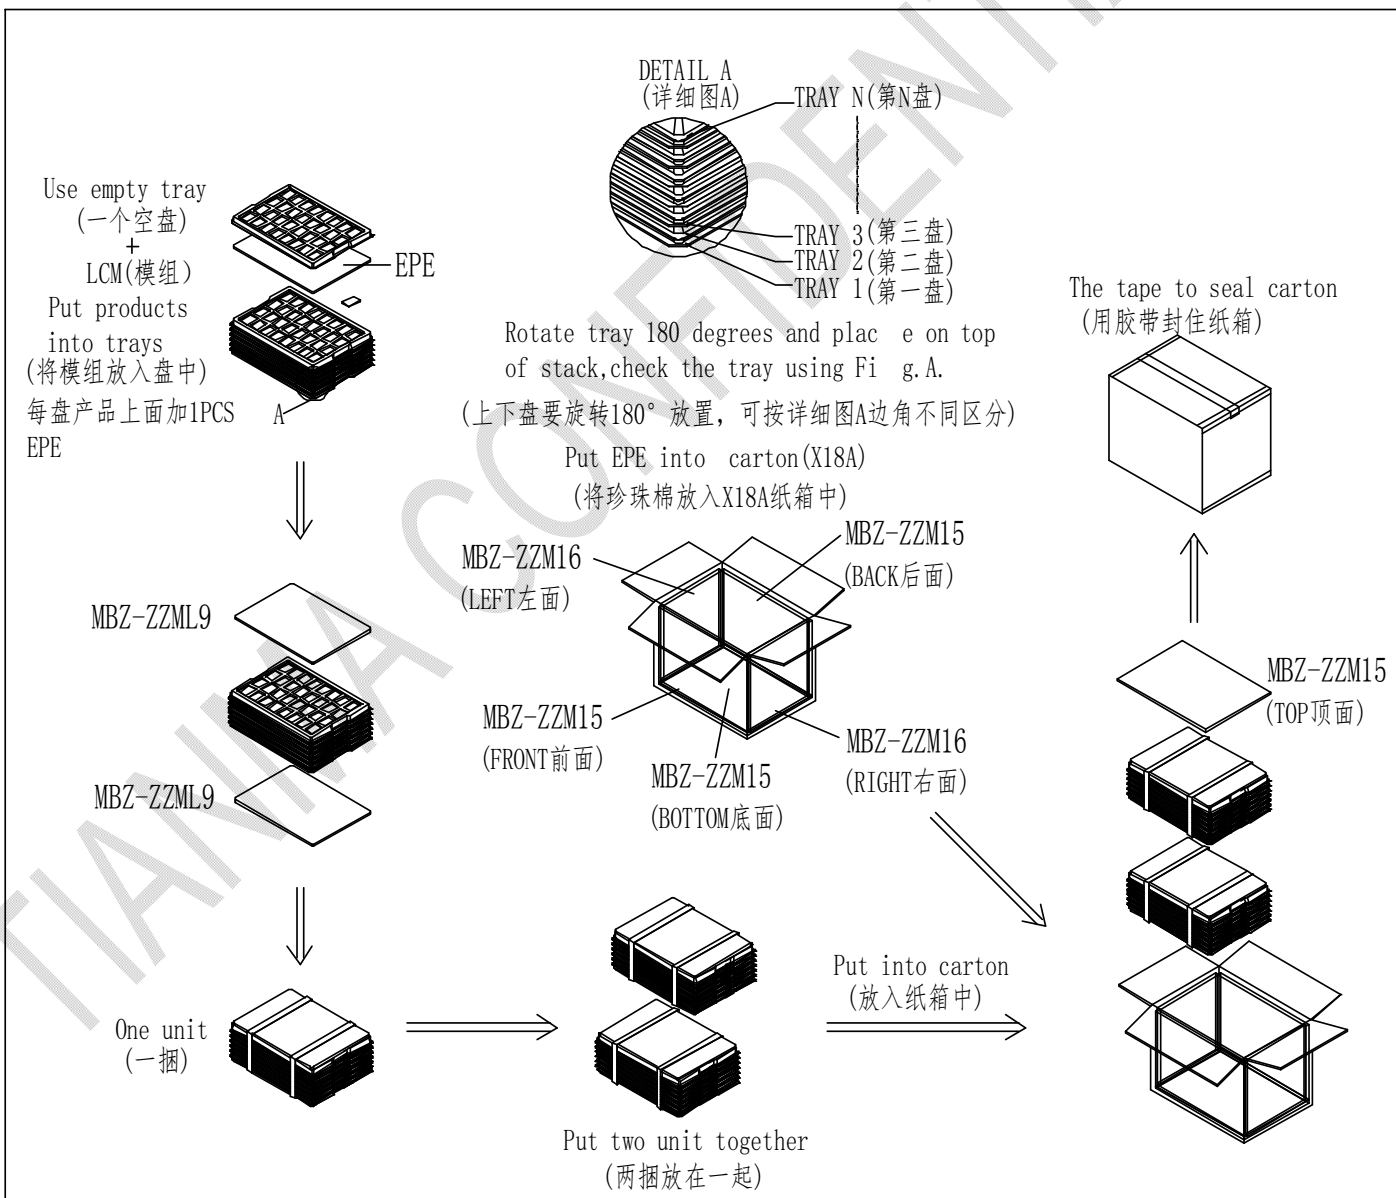 DETAIL A
(详细图A)
TRAY N(第N盘)
TRAY 3(第三盘)
TRAY 2(第二盘)
TRAY 1(第一盘)
Use empty tray
(一个空盘)
+
LCM(模组)
EPE
Put products
into trays
(将模组放入盘中)
每盘产品上面加1PCS
EPE
A
Rotate tray 180 degrees and plac e on top
of stack,check the tray using Fi g.A.
(上下盘要旋转180°放置，可按详细图A边角不同区分)
Put EPE into carton(X18A)
(将珍珠棉放入X18A纸箱中)
The tape to seal carton
(用胶带封住纸箱)
MBZ-ZZML9
MBZ-ZZML9
MBZ-ZZM16
(LEFT左面)
MBZ-ZZM15
(BACK后面)
MBZ-ZZM15
(FRONT前面)
MBZ-ZZM15
(BOTTOM底面)
MBZ-ZZM16
(RIGHT右面)
MBZ-ZZM15
(TOP顶面)
One unit
(一捆)
Put two unit together
(两捆放在一起)
Put into carton
(放入纸箱中)
TIANMA CONFIDENTI